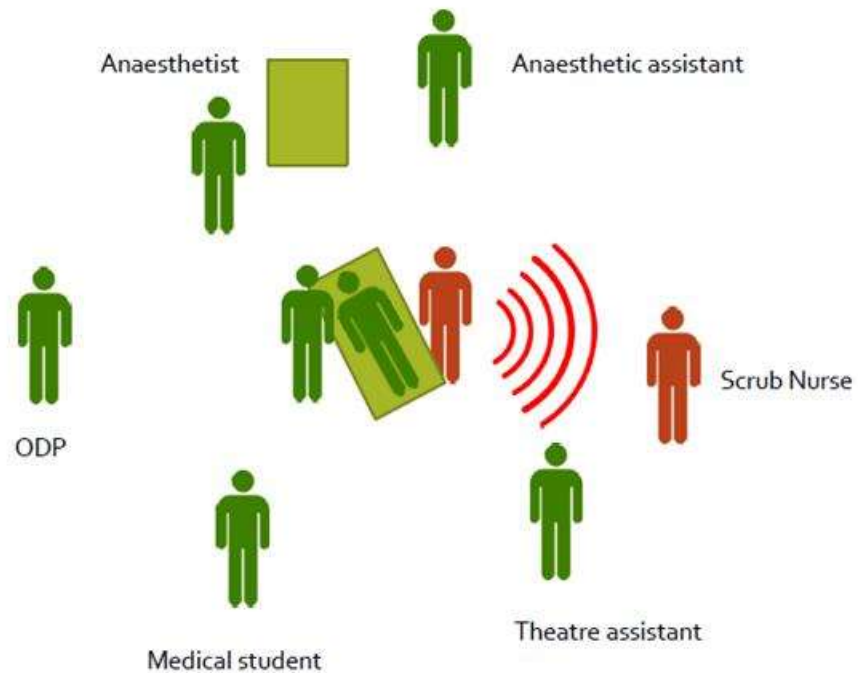 Anaesthetist
Anaesthetic assistant
Scrub Nurse
ODP
Theatre assistant
Medical student